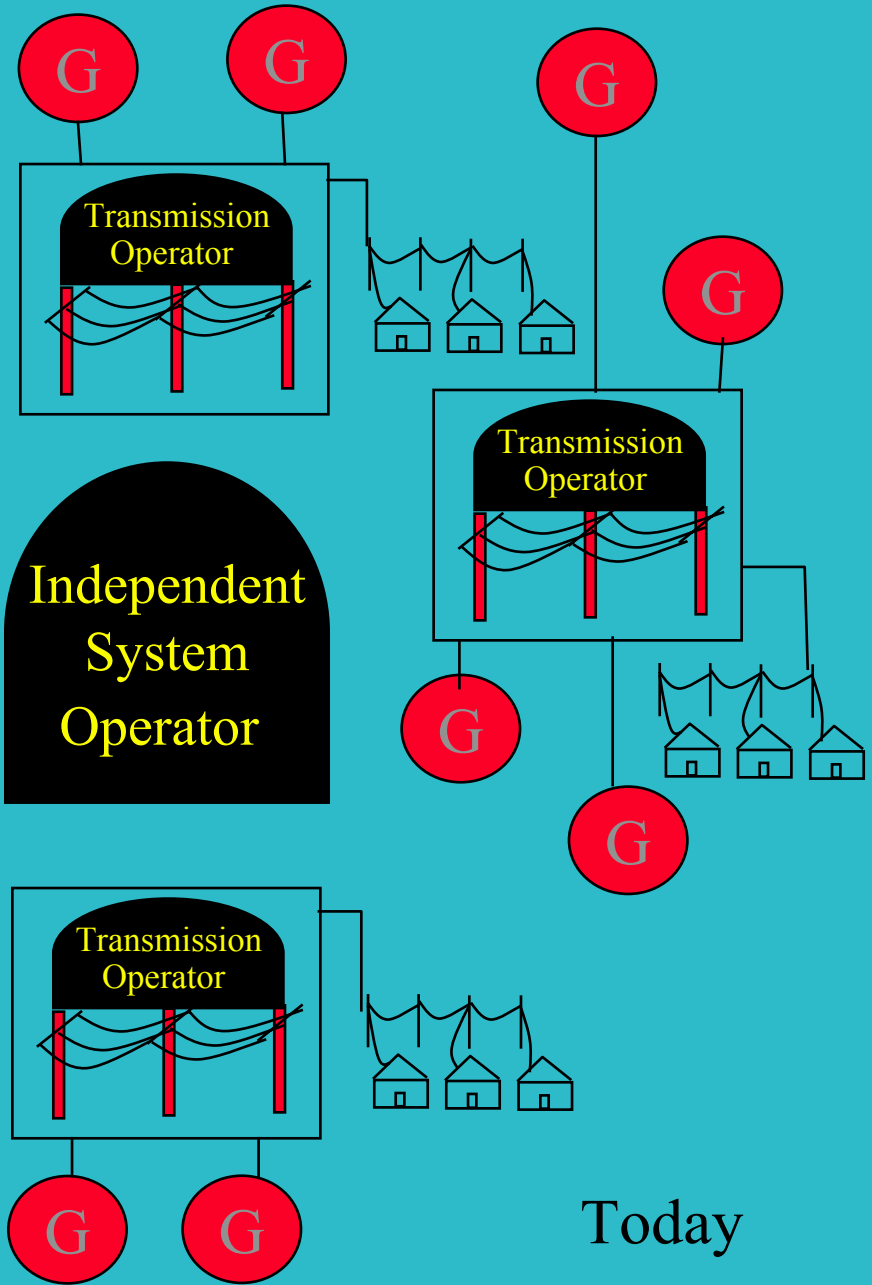 G
G
G
Transmission
Operator
G
Transmission
Operator
Independent
System
Operator
G
G
Transmission
Operator
G
G
Today